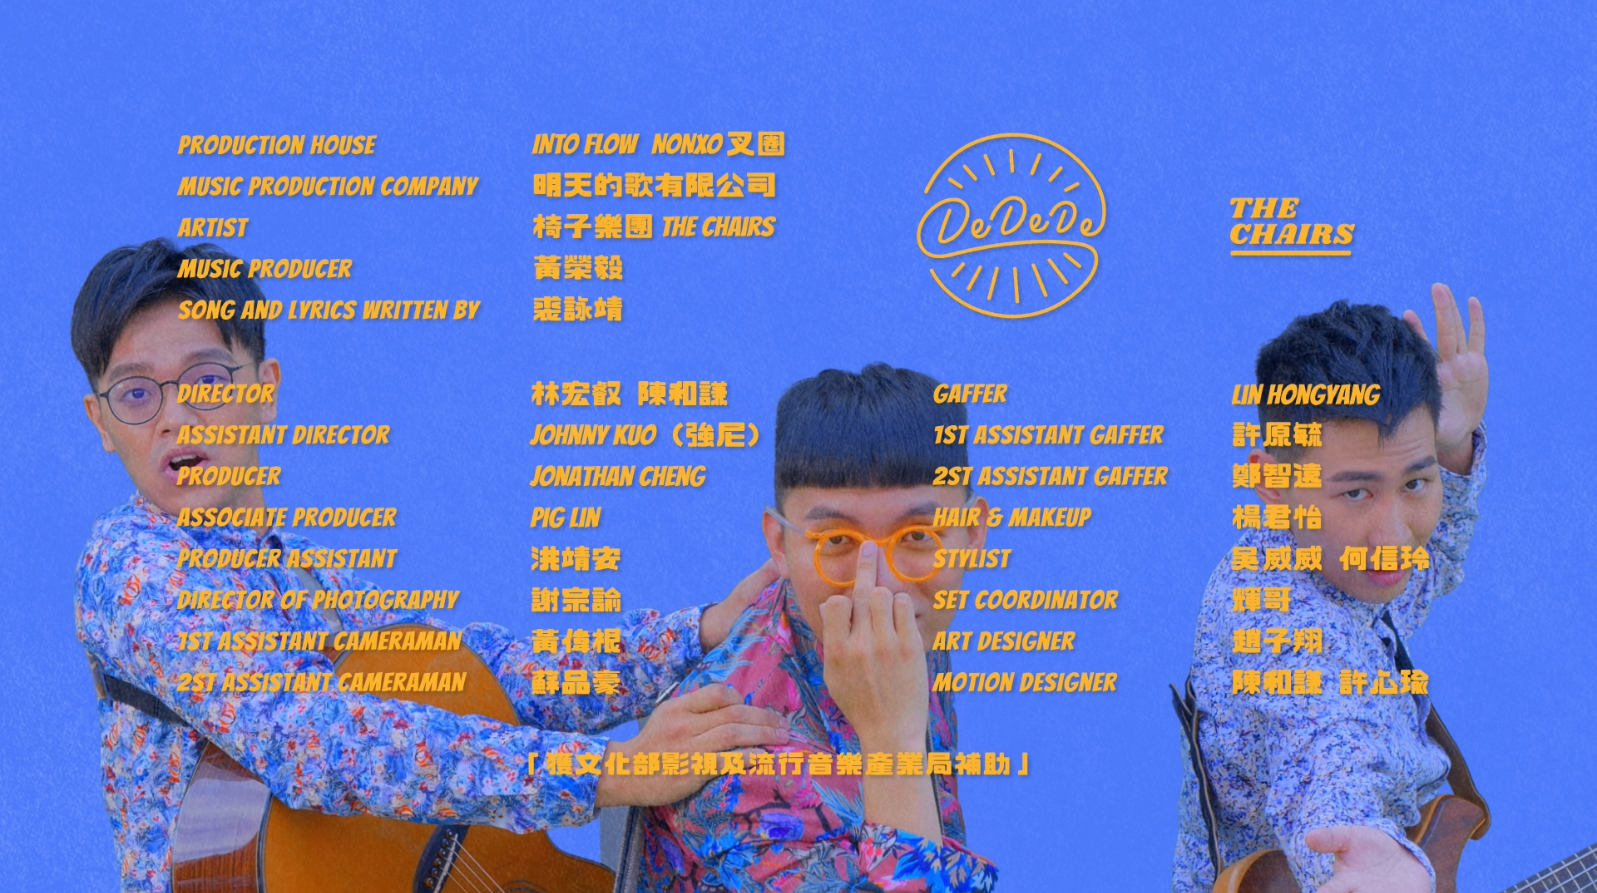 PRODUCTION HOUSE INTO FLOW NONXO 叉圈
MUSIC PRODUCTION COMPANY 明天的歌有限公司
ARTIST 椅子樂團 THE CHAIRS
MUSIC PRODUCER 黃榮毅
SONG AND LYRICS WRITTEN BY 裘詠靖
DeDeDe
THE
CHAIRS
DIRECTOR 林宏叡 陳和謙
ASSISTANT DIRECTOR JOHNNY KUO（強尼）
PRODUCER JONATHAN CHENG
ASSOCIATE PRODUCER PIG LIN
PRODUCER ASSISTANT 洪靖安
DIRECTOR OF PHOTOGRAPHY 謝宗諭
1ST ASSISTANT CAMERAMAN 黃偉根
2ST ASSISTANT CAMERAMAN 蘇品豪
GAFFER LIN HONGYANG
1ST ASSISTANT GAFFER 許原毓
2ST ASSISTANT GAFFER 鄭智遠
HAIR & MAKEUP 楊君怡
STYLIST 吳威威 何信玲
SET COORDINATOR 輝哥
ART DESIGNER 趙子翔
MOTION DESIGNER 陳和謙 許心瑜
「獲文化部影視及流行音樂產業局補助」